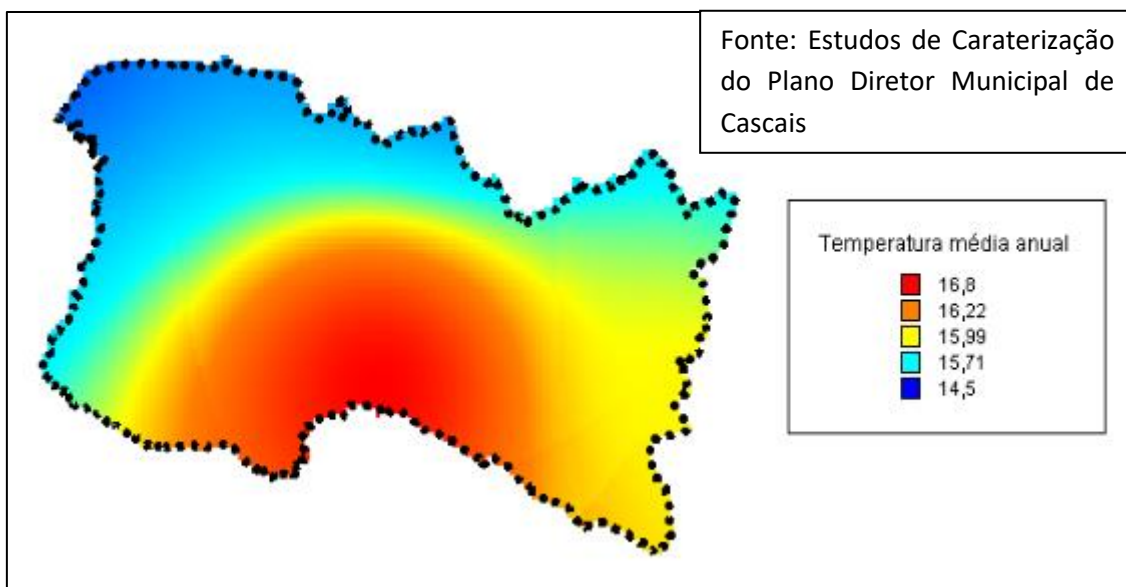 Fonte: Estudos de Caraterização
do Plano Diretor Municipal de
Cascais
Temperatura média anual
16,8
16,22
15,99
15,71
14,5